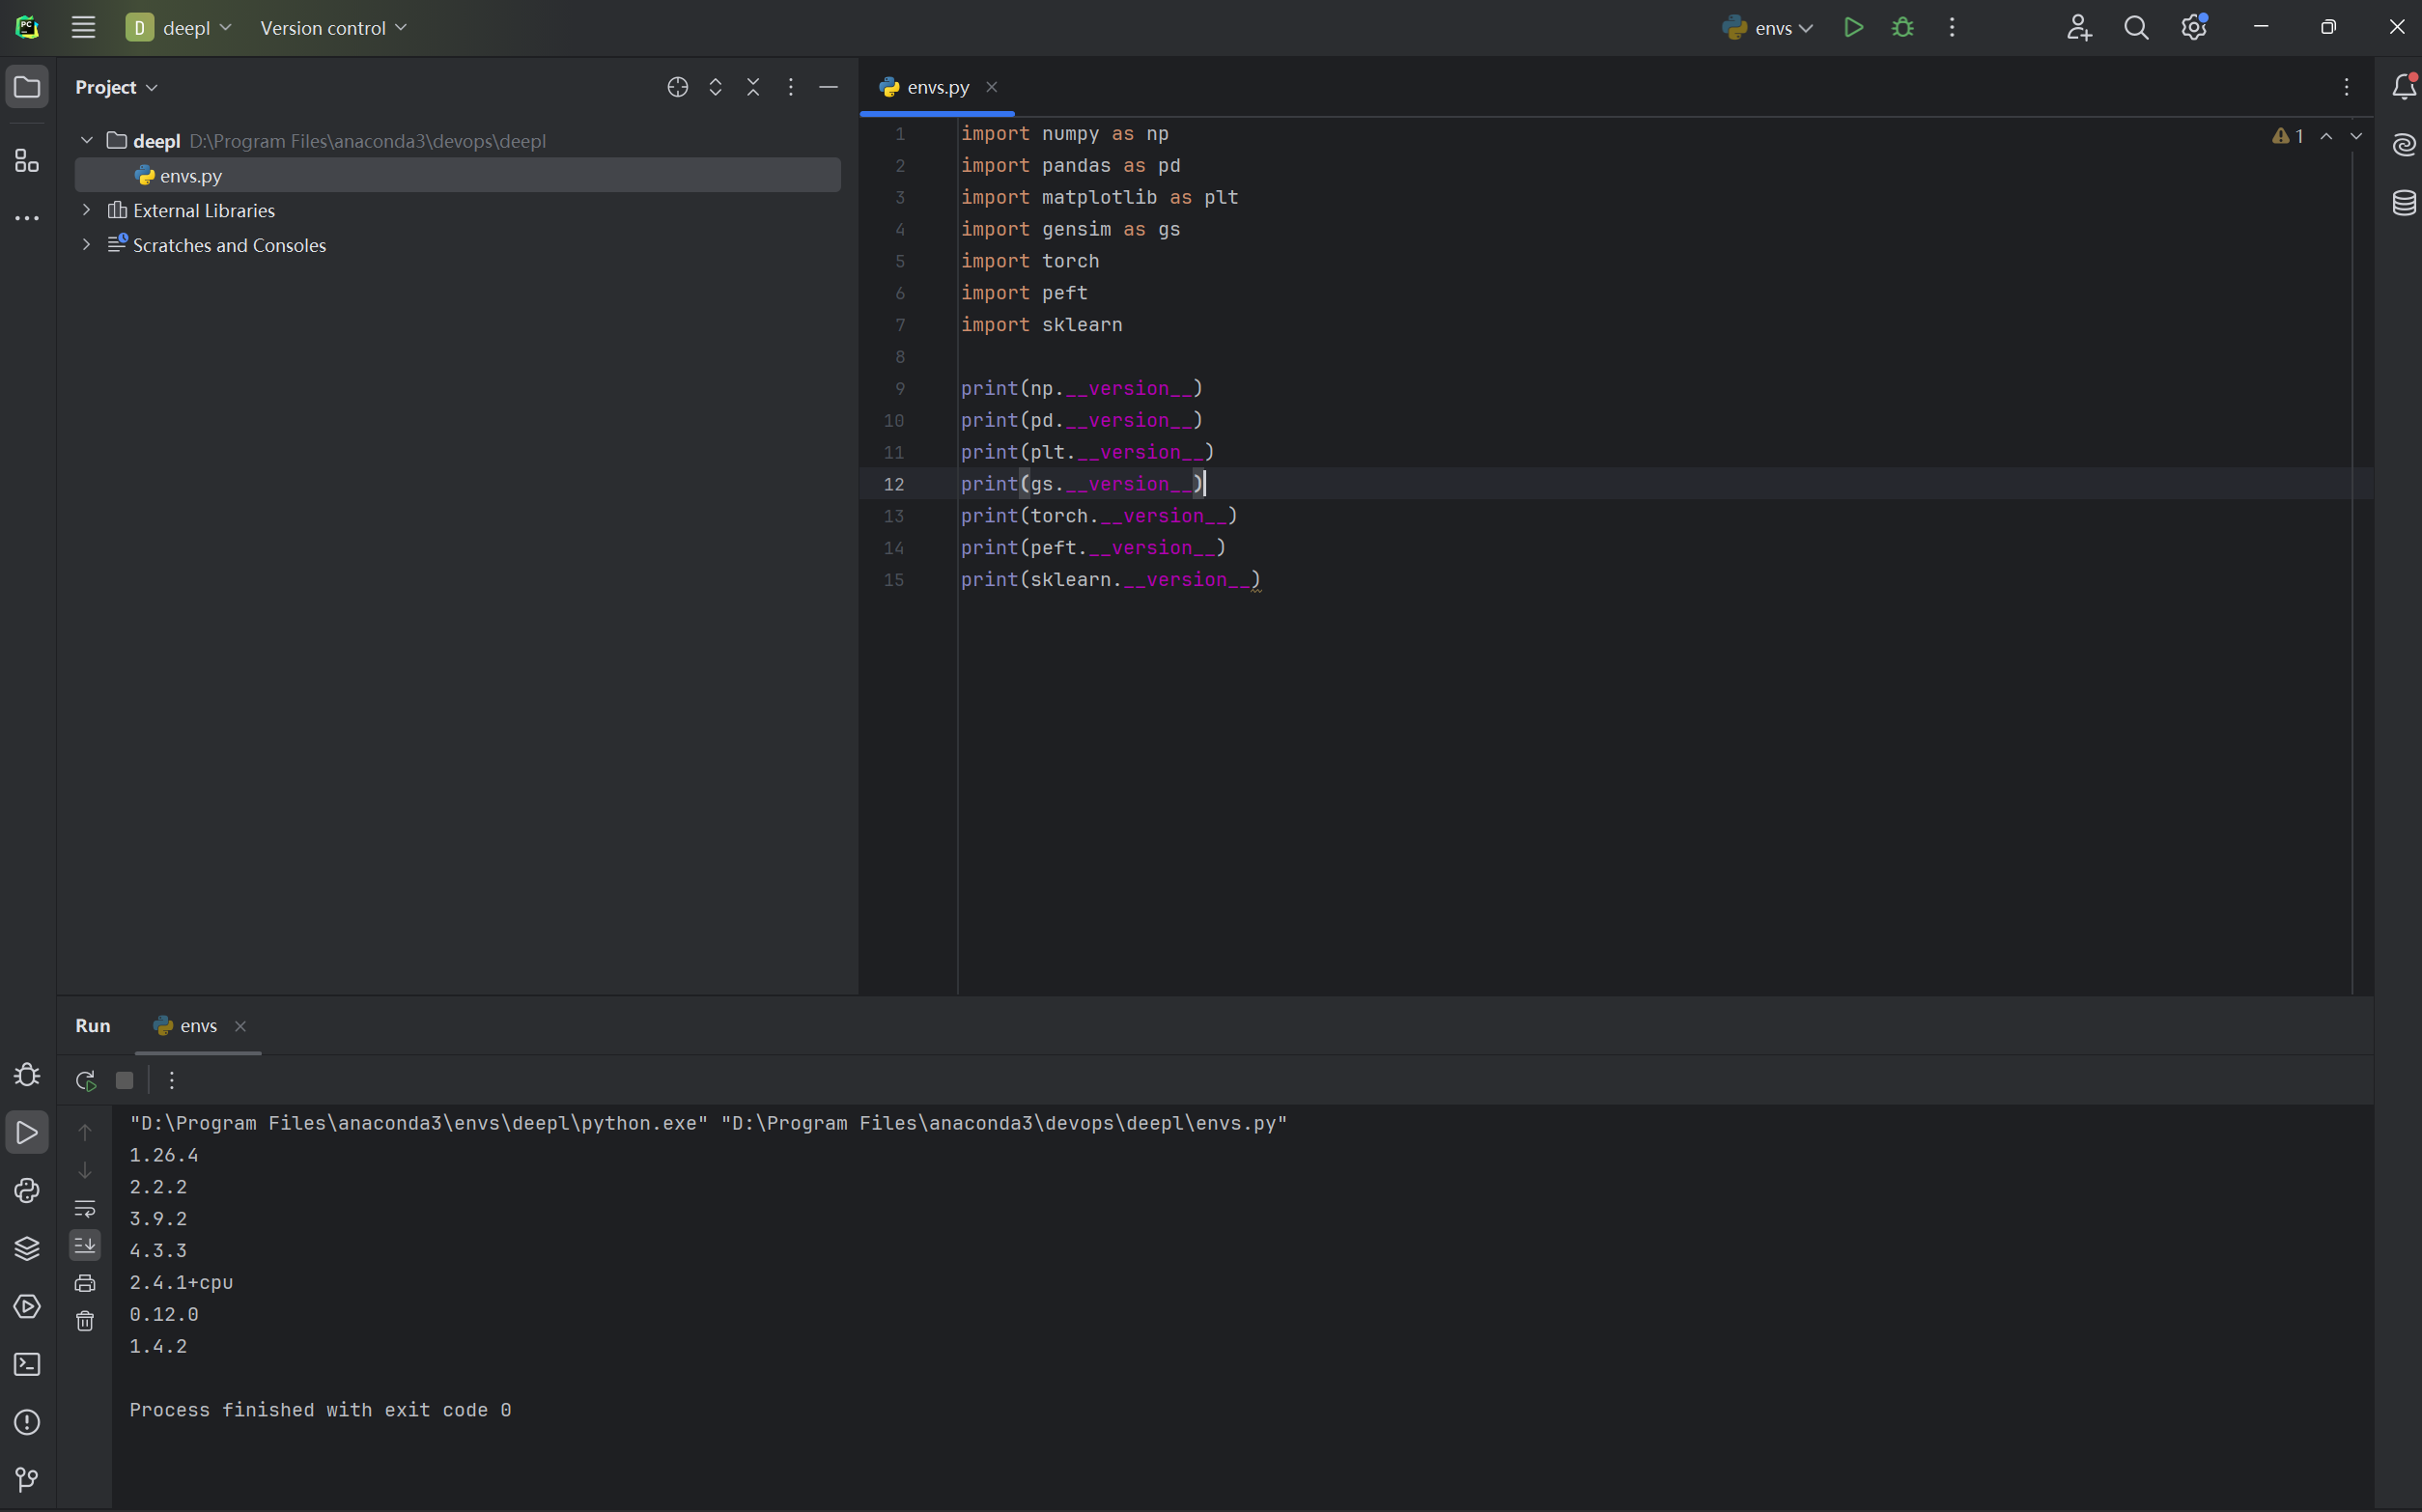 PC
D deepl
Version control
envs
Project
envs.py
deepl D:\Program Files\anaconda3\devops\deepl
envs.py
External Libraries
Scratches and Consoles
1 import numpy as np
2 import pandas as pd
3 import matplotlib as plt
4 import gensim as gs
5 import torch
6 import peft
7 import sklearn
8
9 print(np.__version__)
10 print(pd.__version__)
11 print(plt.__version__)
12 print(gs.__version__)
13 print(torch.__version__)
14 print(peft.__version__)
15 print(sklearn.__version__)
1
Run envs
"D:\Program Files\anaconda3\envs\deepl\python.exe" "D:\Program Files\anaconda3\devops\deepl\envs.py"
1.26.4
2.2.2
3.9.2
4.3.3
2.4.1+cpu
0.12.0
1.4.2
Process finished with exit code 0